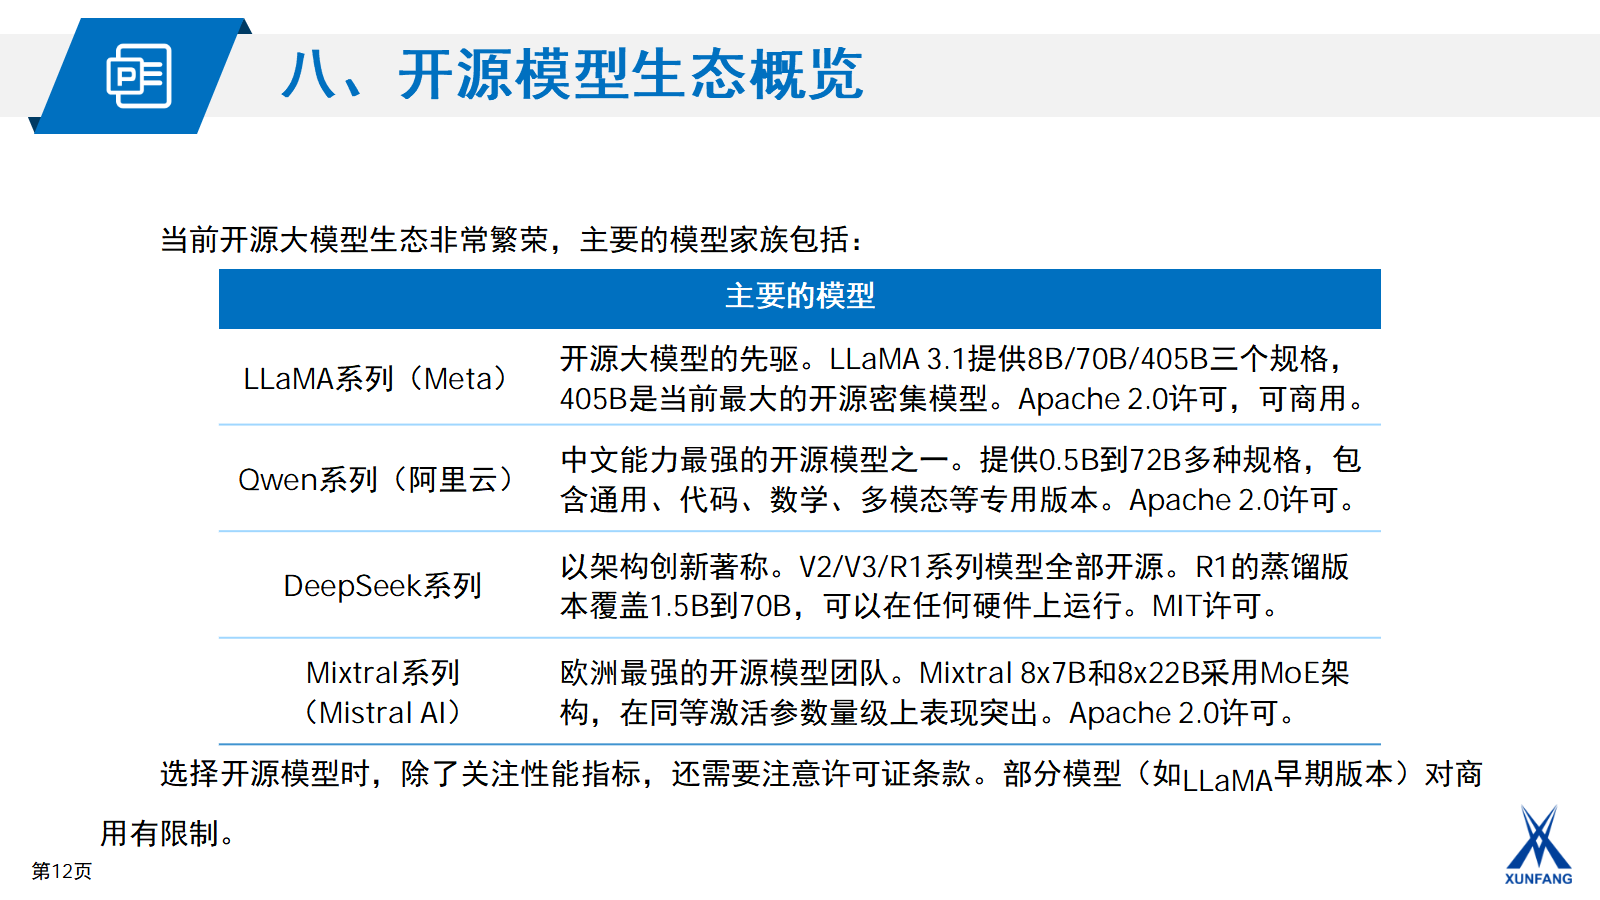 八、开源模型生态概览
当前开源大模型生态非常繁荣，主要的模型家族包括：
主要的模型
LLaMA系列（Meta）
开源大模型的先驱。LLaMA 3.1提供8B/70B/405B三个规格，
405B是当前最大的开源密集模型。Apache 2.0许可，可商用。
Qwen系列（阿里云）
中文能力最强的开源模型之一。提供0.5B到72B多种规格，包
含通用、代码、数学、多模态等专用版本。Apache 2.0许可。
DeepSeek系列
以架构创新著称。V2/V3/R1系列模型全部开源。R1的蒸馏版
本覆盖1.5B到70B，可以在任何硬件上运行。MIT许可。
Mixtral系列
（Mistral AI）
欧洲最强的开源模型团队。Mixtral 8x7B和8x22B采用MoE架
构，在同等激活参数量级上表现突出。Apache 2.0许可。
选择开源模型时，除了关注性能指标，还需要注意许可证条款。部分模型（如LLaMA早期版本）对商
用有限制。
第12页
XUNFANG